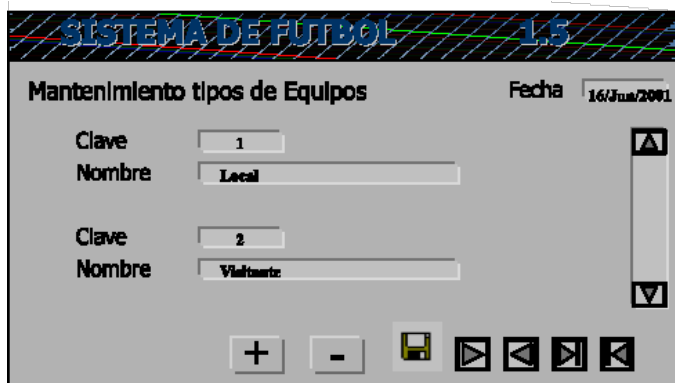 SISTEMA DE FUTBOL 1.5
Mantenimiento tipos de Equipos Fecha 16/Jun/2001
Clave 1
Nombre Local
Clave 2
Nombre Visitante
+ -